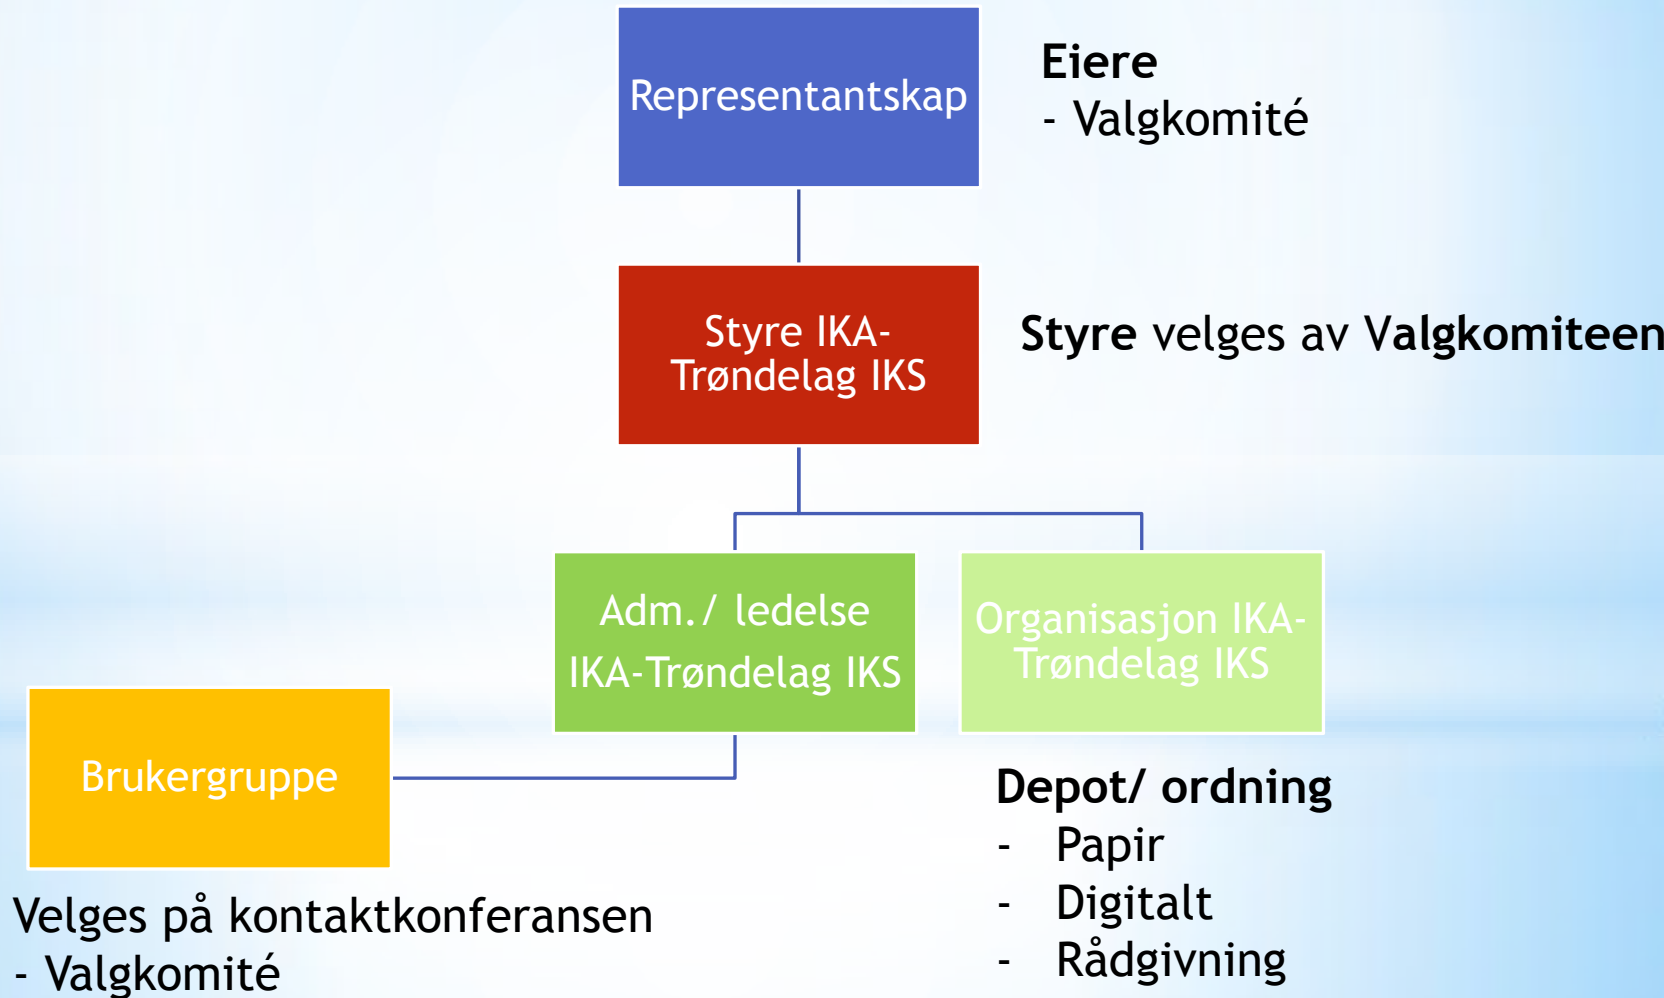 Representantskap
Eiere
- Valgkomité
Styre IKA-
Trøndelag IKS
Styre velges av Valgkomiteen
Adm./ ledelse
IKA-Trøndelag IKS
Organisasjon IKA-
Trøndelag IKS
Brukergruppe
Velges på kontaktkonferansen
- Valgkomité
Depot/ ordning
- Papir
- Digitalt
- Rådgivning